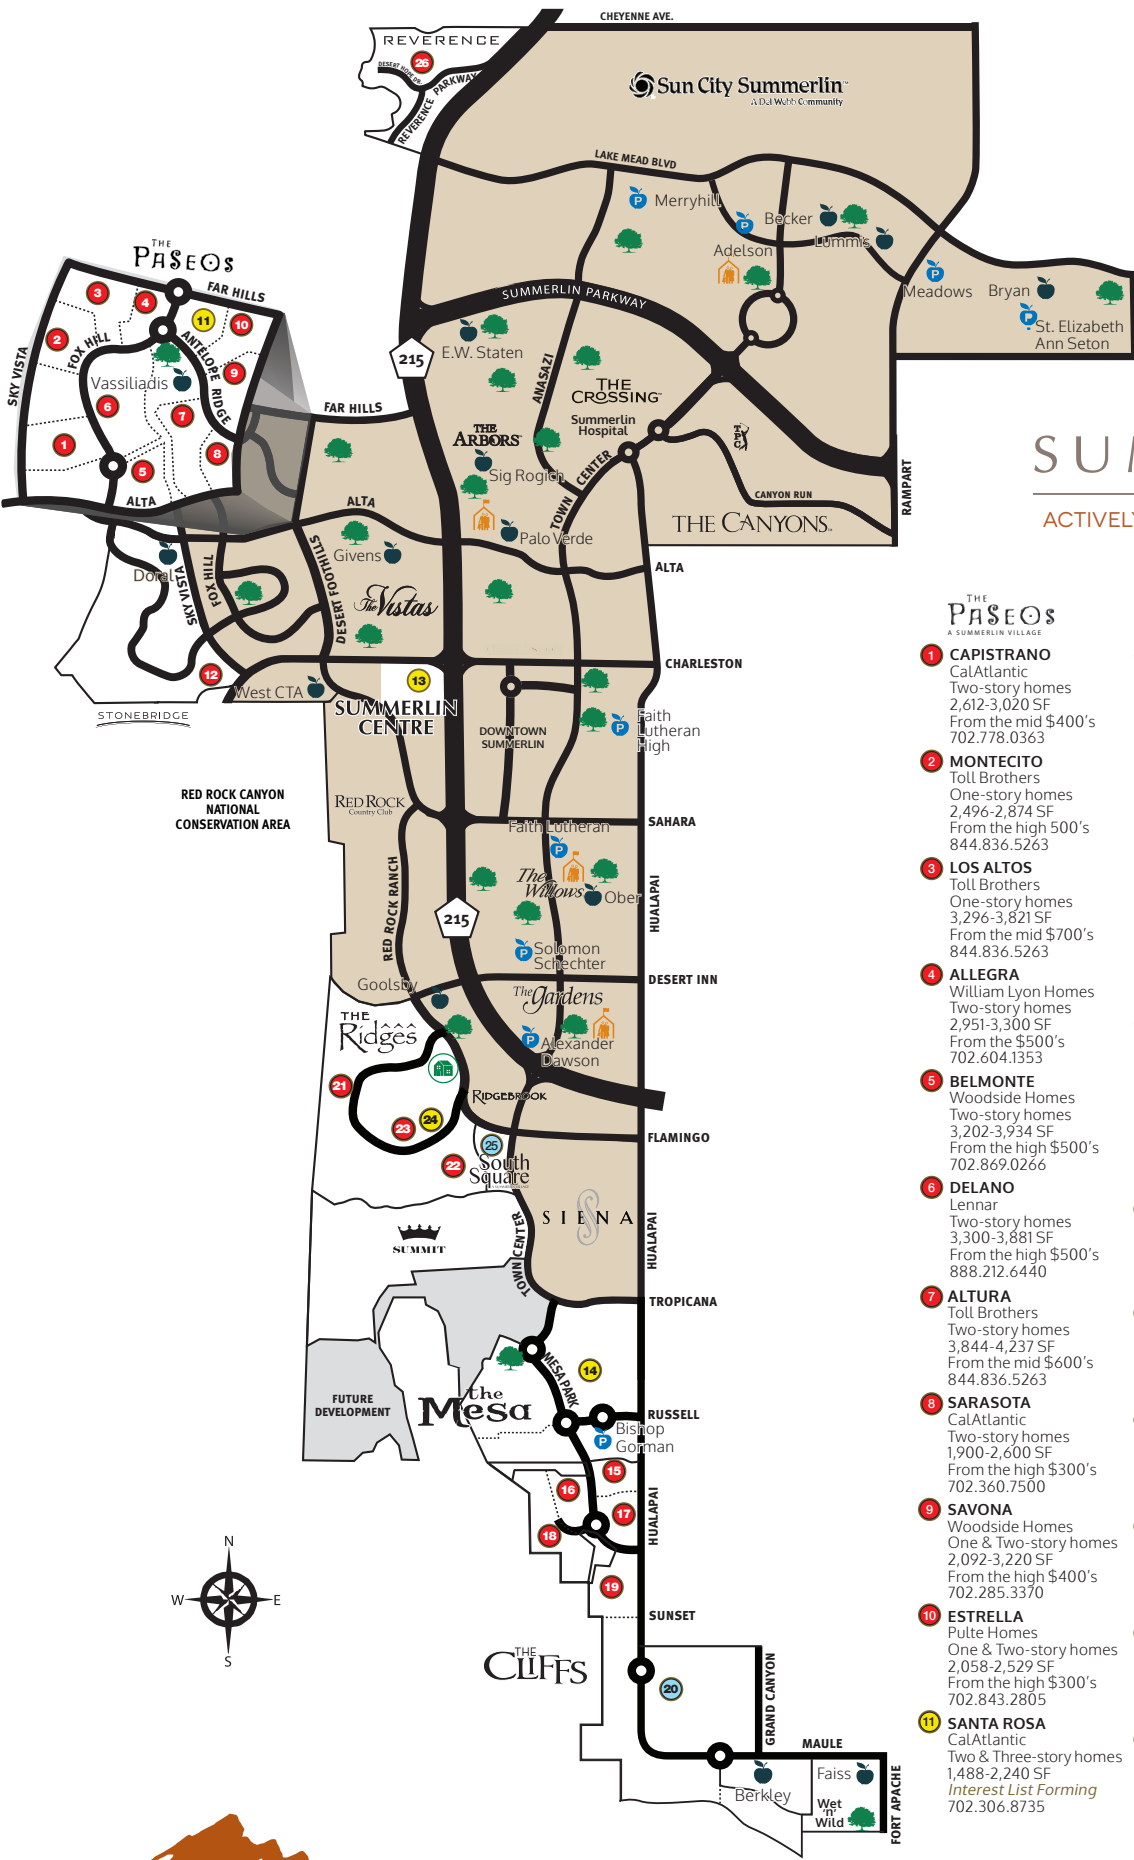 CHEYENNE AVE.
REVERENCE
26
DESERT HOPE DR.
REVERENCE PARKWAY
Sun City Summerlin
A Del Webb Community
LAKE MEAD BLVD
P Merryhill
P
Becker
Lummis
Adelson
THE
PASEOS
FAR HILLS
SUMMERLIN PARKWAY
P
Meadows
Bryan
P
St. Elizabeth
Ann Seton
3
4
11
10
2
FOX HILL
ANTELOPE RIDGE
SKY VISTA
Vassiliadis
9
6
7
1
8
5
ALTA
215
E.W. Staten
ANASAZI
THE
CROSSING
Summerlin
Hospital
FAR HILLS
THE
ARBORS
TPC
Sig Rogich
TOWN CENTER
CANYON RUN
RAMPART
THE CANYONS
SUM
ACTIVELY
ALTA
Palo Verde
Givens
ALTA
Doral
SKY VISTA
FOX HILL
DESERT FOOTHILLS
The Vistas
CHARLESTON
12
West CTA
13
SUMMERLIN
CENTRE
STONEBRIDGE
DOWNTOWN
SUMMERLIN
P
Faith
Lutheran
High
RED ROCK CANYON
NATIONAL
CONSERVATION AREA
RED ROCK
Country Club
SAHARA
Faith Lutheran
P
The
Willows
Ober
RED ROCK RANCH
HUALAPAI
215
P
Solomon
Schechter
DESERT INN
Goolsby
The Gardens
THE
Ridges
P
Alexander
Dawson
21
RIDGEBROOK
24
23
FLAMINGO
25
22
South
Square
SIENA
SUMMIT
TOWN CENTER
HUALAPAI
TROPICANA
MESA PARK
14
FUTURE
DEVELOPMENT
the
Mesa
RUSSELL
P
Bishop
Gorman
15
16
17
18
HUALAPAI
19
SUNSET
N
W
E
S
THE
CLIFFS
20
GRAND CANYON
MAULE
Berkley
Faiss
Wet
'n'
Wild
FORT APACHE
THE
PASEOS
A SUMMERLIN VILLAGE
1 CAPISTRANO
CalAtlantic
Two-story homes
2,612-3,020 SF
From the mid $400's
702.778.0363
2 MONTECITO
Toll Brothers
One-story homes
2,496-2,874 SF
From the high 500's
844.836.5263
3 LOS ALTOS
Toll Brothers
One-story homes
3,296-3,821 SF
From the mid $700's
844.836.5263
4 ALLEGRA
William Lyon Homes
Two-story homes
2,951-3,300 SF
From the $500's
702.604.1353
5 BELMONTE
Woodside Homes
Two-story homes
3,202-3,934 SF
From the high $500's
702.869.0266
6 DELANO
Lennar
Two-story homes
3,300-3,881 SF
From the high $500's
888.212.6440
7 ALTURA
Toll Brothers
Two-story homes
3,844-4,237 SF
From the mid $600's
844.836.5263
8 SARASOTA
CalAtlantic
Two-story homes
1,900-2,600 SF
From the high $300's
702.360.7500
9 SAVONA
Woodside Homes
One & Two-story homes
2,092-3,220 SF
From the high $400's
702.285.3370
10 ESTRELLA
Pulte Homes
One & Two-story homes
2,058-2,529 SF
From the high $300's
702.843.2805
11 SANTA ROSA
CalAtlantic
Two & Three-story homes
1,488-2,240 SF
Interest List Forming
702.306.8735